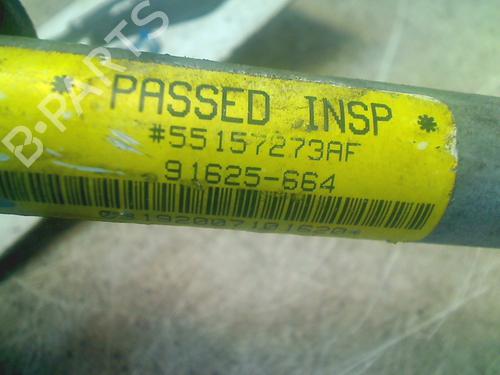 B-PARTS
* PASSED INSP *
#55157273AF
91625-664